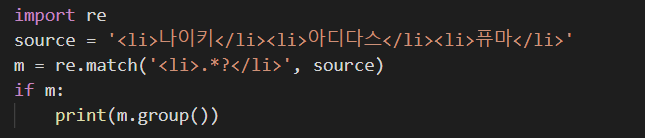 import re
source = '<li>나이키</li><li>아디다스</li><li>퓨마</li>'
m = re.match('<li>.*?</li>', source)
if m:
    print(m.group())